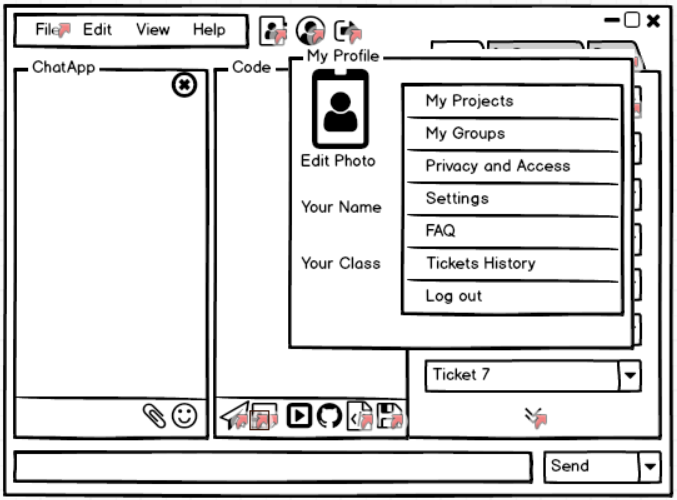 File Edit View Help
My Profile
ChatApp
Code
My Projects
My Groups
Edit Photo
Privacy and Access
Your Name
Settings
FAQ
Your Class
Tickets History
Log out
Ticket 7
Send